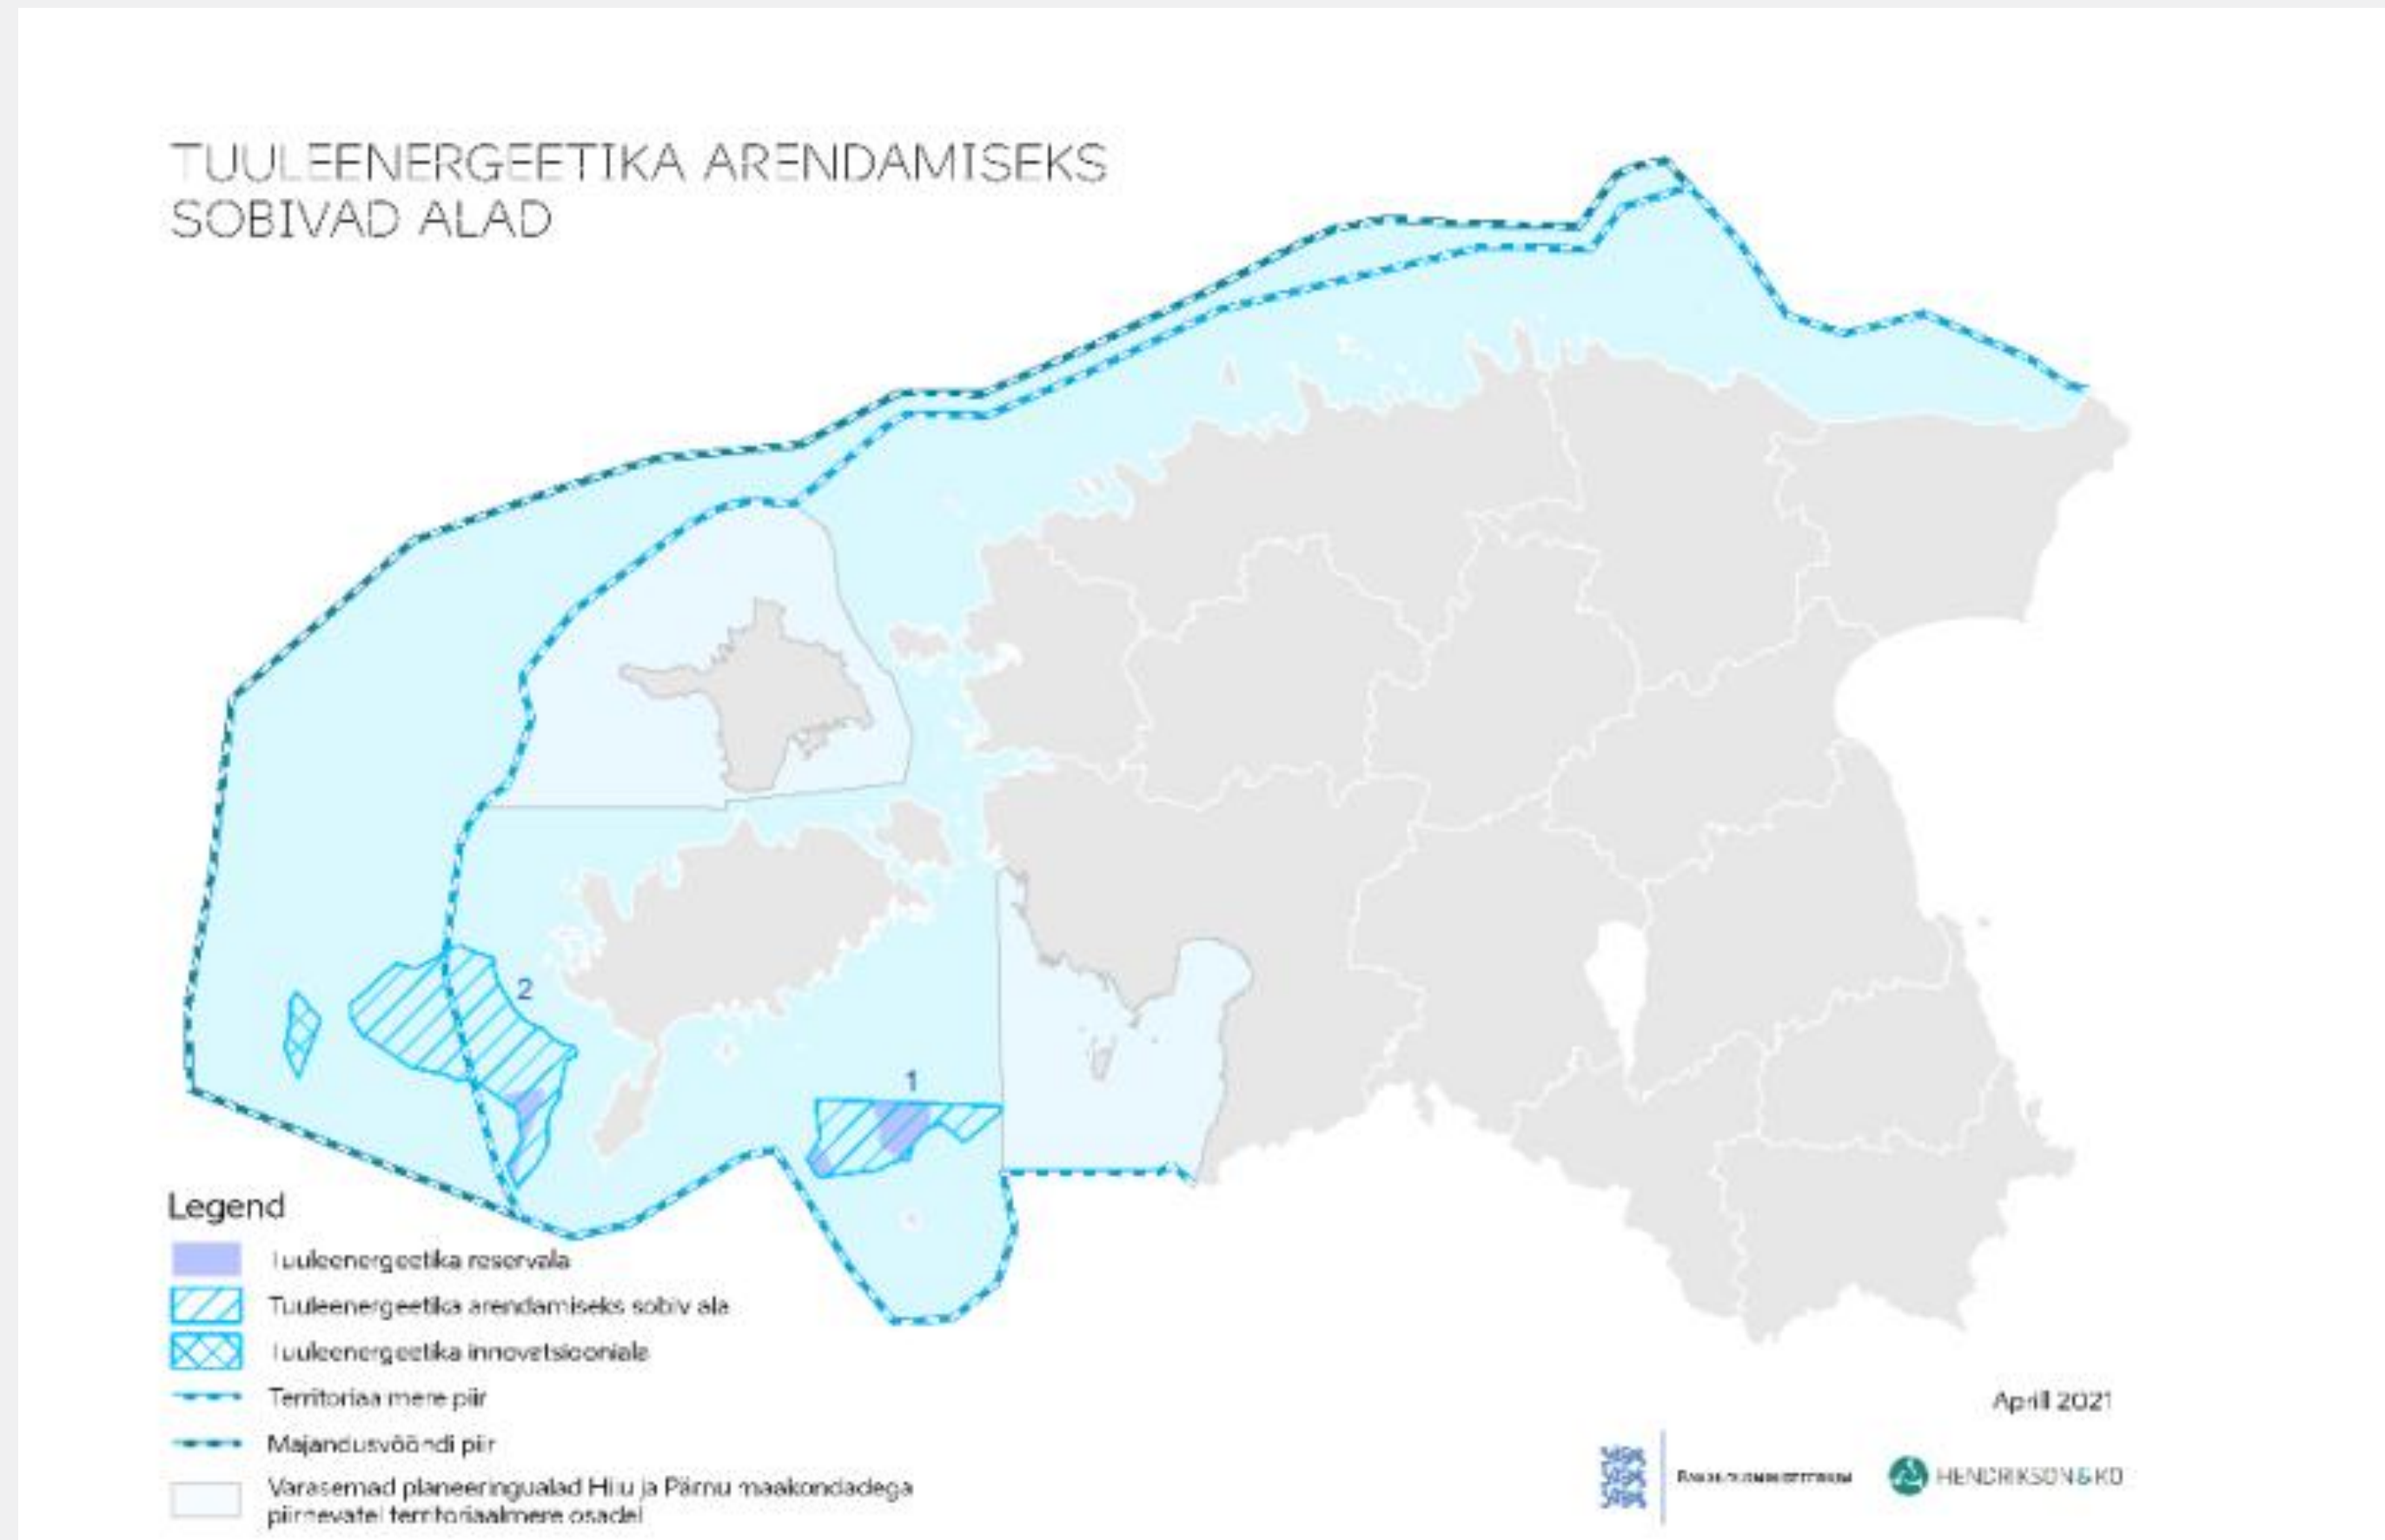 TUULEENERGEETIKA ARENDAMISEKS
SOBIVAD ALAD
2
1
Legend
Tuuleenergeetika reservala
Tuuleenergeetika arendamiseks sobiv ala
Tuuleenergeetika innovatsiooniala
Territoriaalmere piir
Majandusvööndi piir
Varasemad planeeringualad Hiiu ja Pärnu maakondadega
piirnevatel territoriaalmere osadel
Aprill 2021
HENDRIKSON & KO